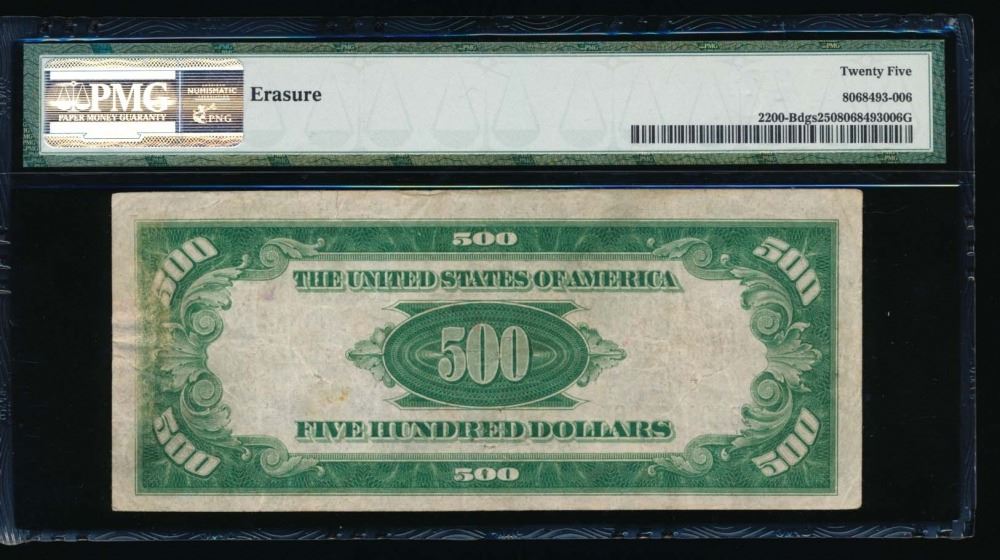 PMG
PAPER MONEY GUARANTY
NUMISMATIC
PNG
Erasure
Twenty Five
8068493-006
2200-Bdgs2508068493006G
500
500
500
THE UNITED STATES OF AMERICA
500
FIVE HUNDRED DOLLARS
500
500
500